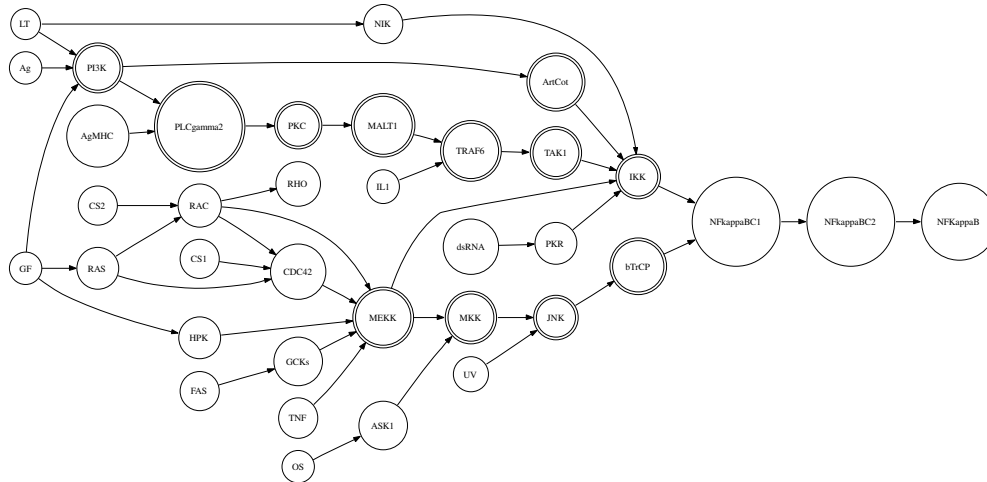 LT
NIK
Ag
PI3K
ArtCot
AgMHC
PLCgamma2
PKC
MALT1
TRAF6
TAK1
IL1
IKK
RHO
CS2
RAC
NFkappaBC1
NFkappaBC2
NFKappaB
dsRNA
PKR
CS1
GF
RAS
CDC42
bTrCP
MEKK
MKK
JNK
HPK
GCKs
UV
FAS
TNF
ASK1
OS